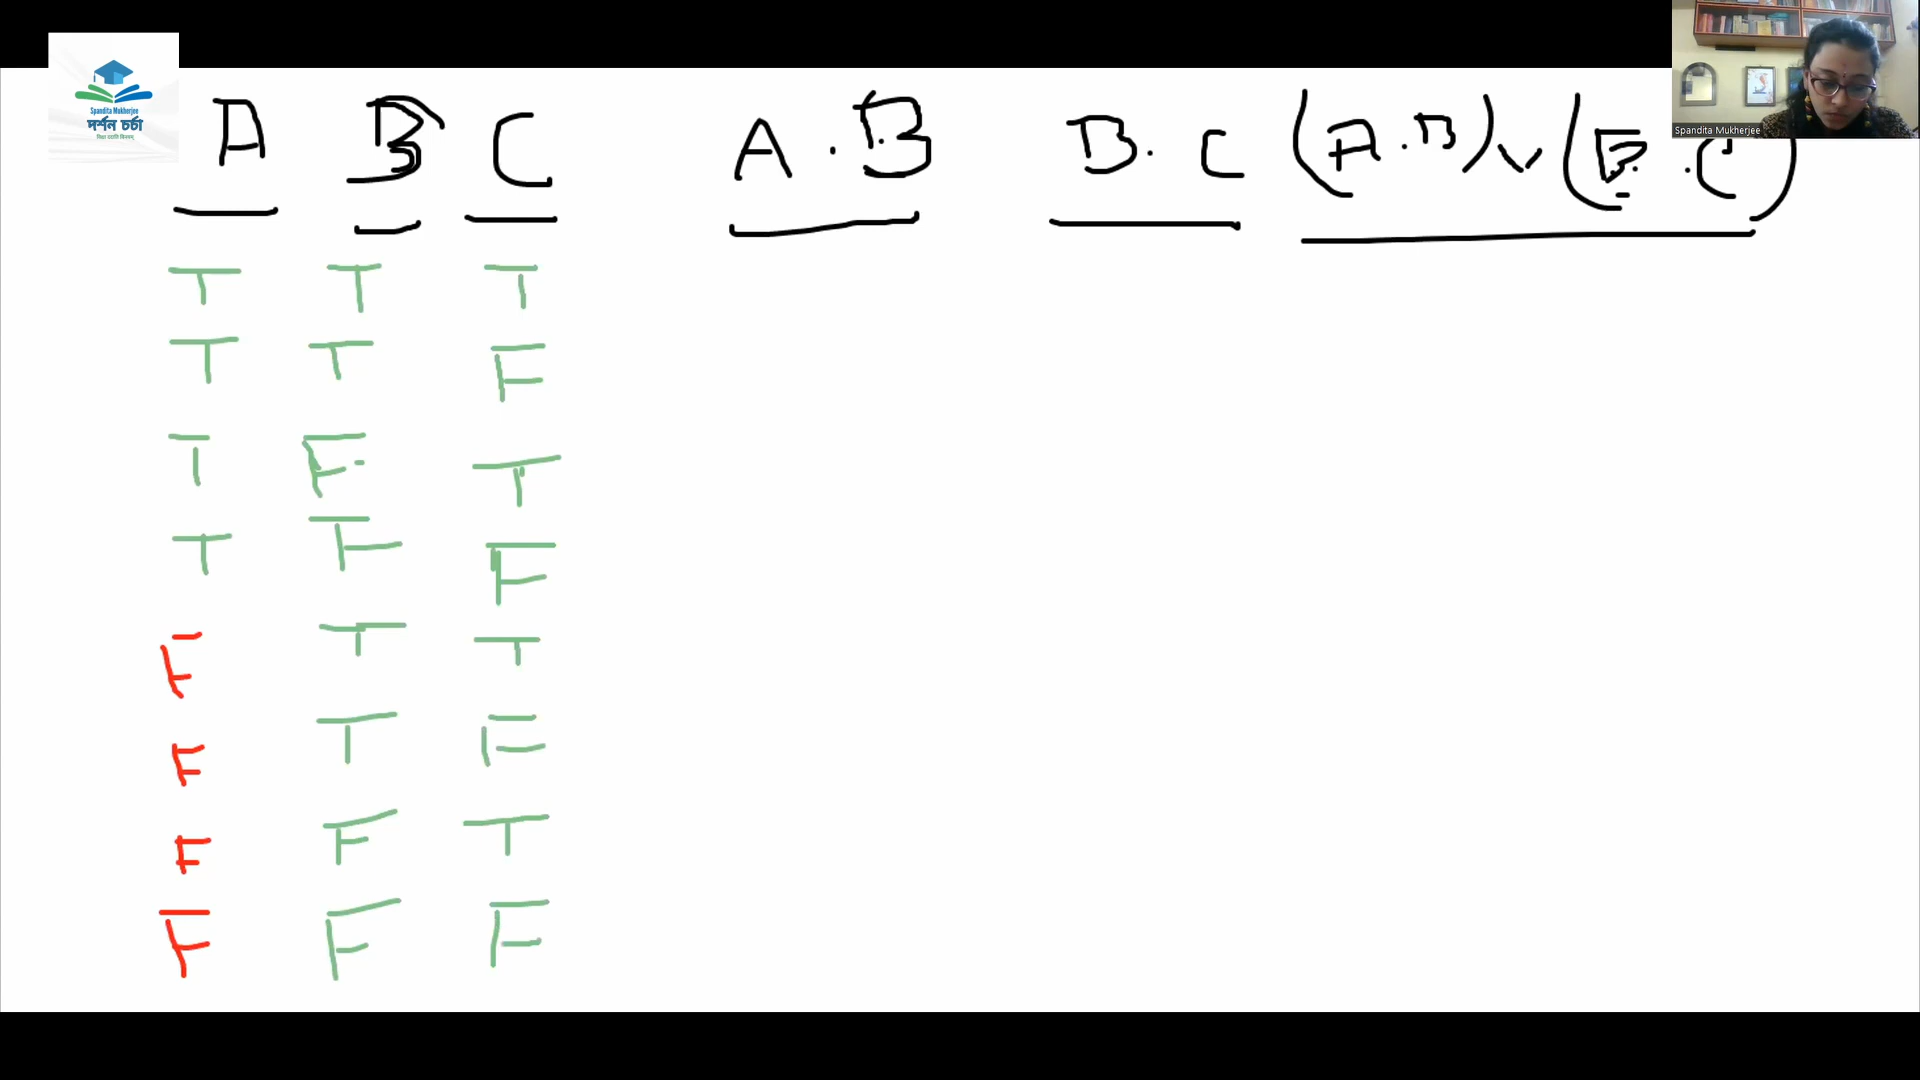 Spandita Mukherjee
দর্শন চর্চা
Spandita Mukherjee
A B C A . B B . C (A . B) v (B . C)
T T T
T T F
T F T
T F F
F T T
F T F
F F T
F F F